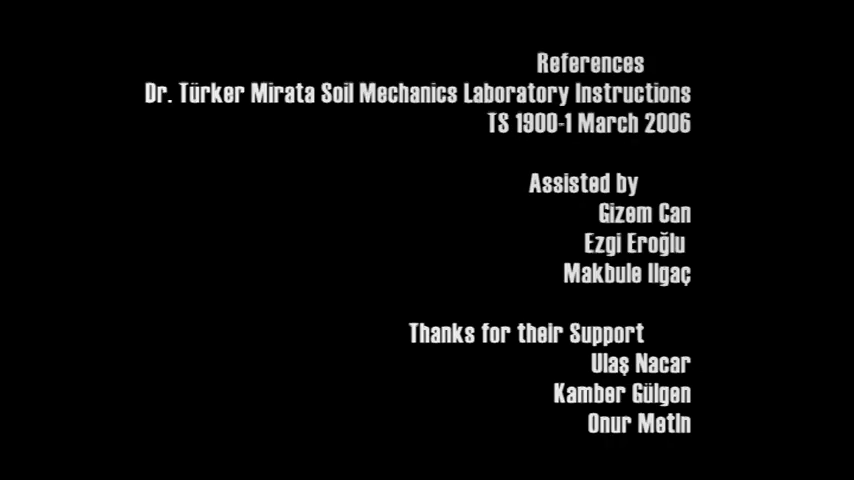 References
Dr. Türker Mirata Soil Mechanics Laboratory Instructions
TS 1900-1 March 2006
Assisted by
Gizem Can
Ezgi Eroğlu
Makbule Ilgaç
Thanks for their Support
Ulaş Nacar
Kamber Gülgen
Onur Metin